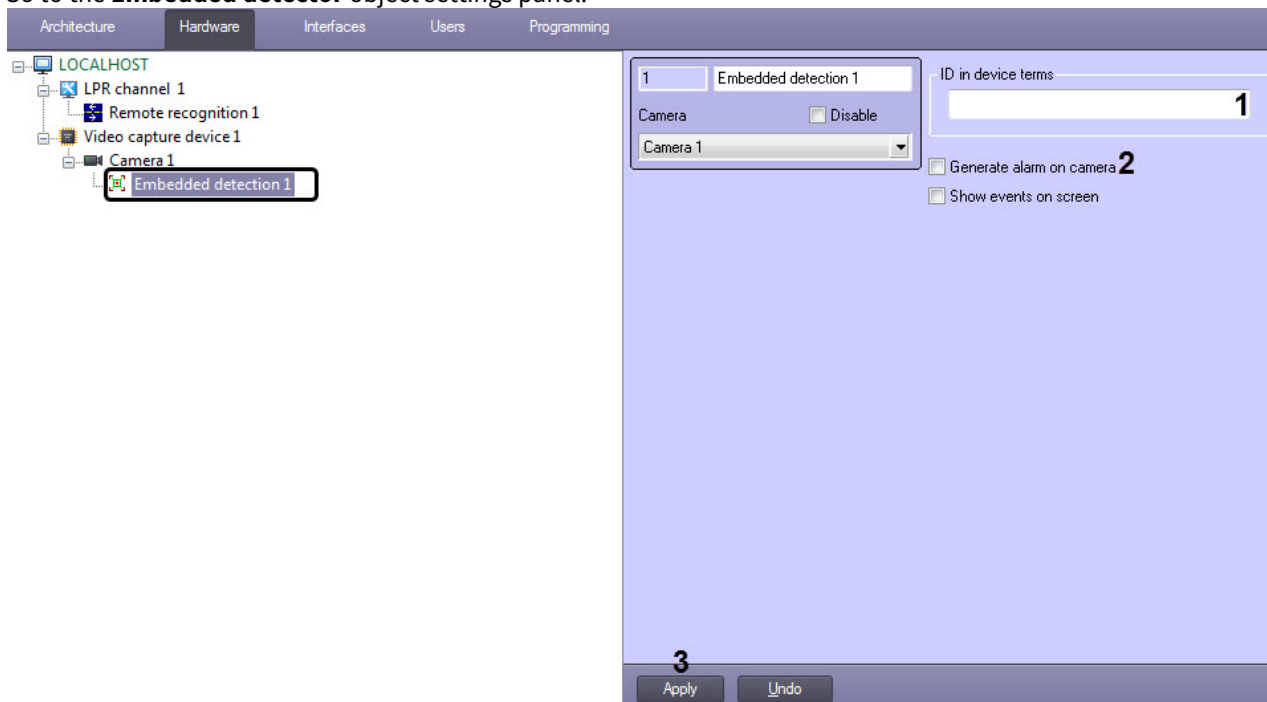 Go to the Embedded detector object settings panel.
Architecture Hardware Interfaces Users Programming
LOCALHOST
LPR channel 1
Remote recognition 1
Video capture device 1
Camera 1
Embedded detection 1
1 Embedded detection 1
Camera Disable
Camera 1
ID in device terms
1
Generate alarm on camera 2
Show events on screen
3
Apply Undo